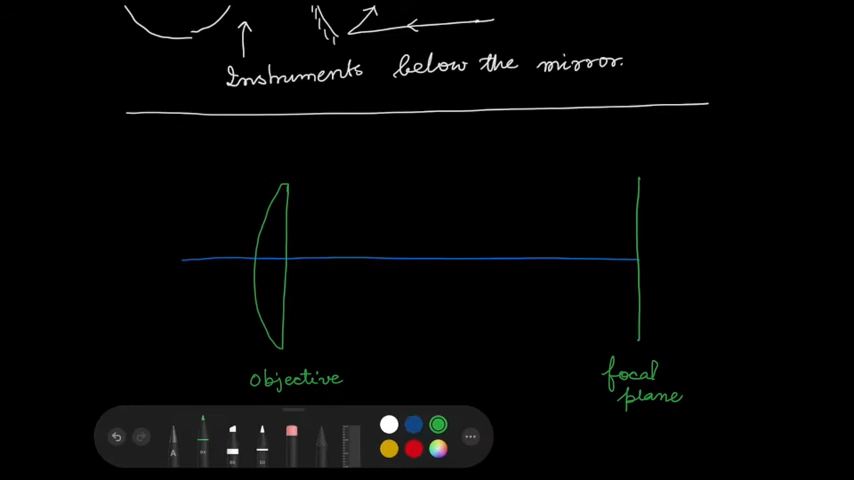 Instruments below the mirror.
Objective
focal
plane
A